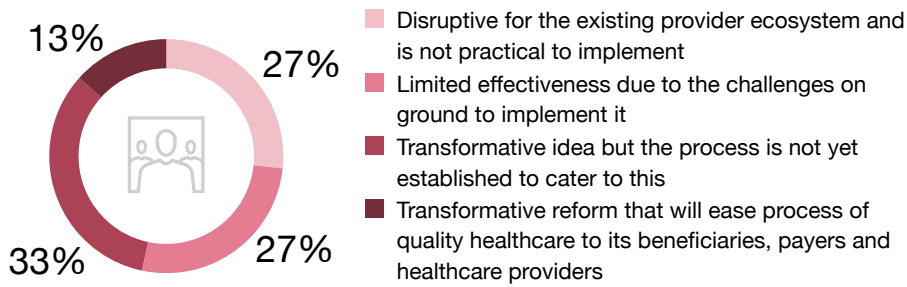 13%
27%
33%
27%
Disruptive for the existing provider ecosystem and
is not practical to implement
Limited effectiveness due to the challenges on
ground to implement it
Transformative idea but the process is not yet
established to cater to this
Transformative reform that will ease process of
quality healthcare to its beneficiaries, payers and
healthcare providers